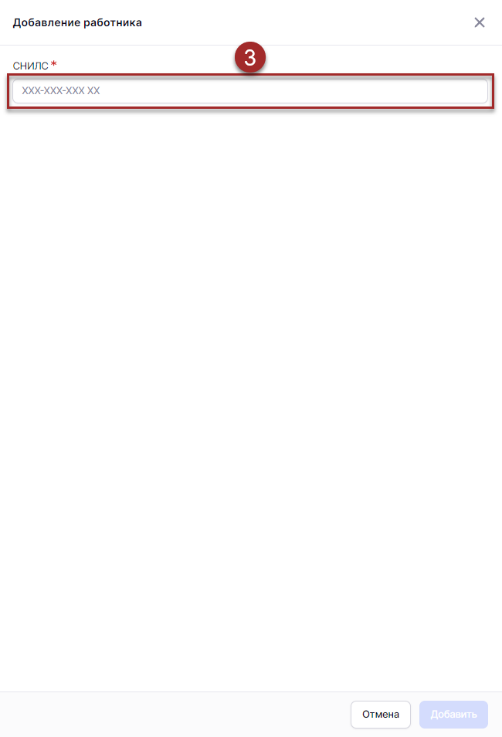 Добавление работника
3
СНИЛС *
XXX-XXX-XXX XX
Отмена
Добавить